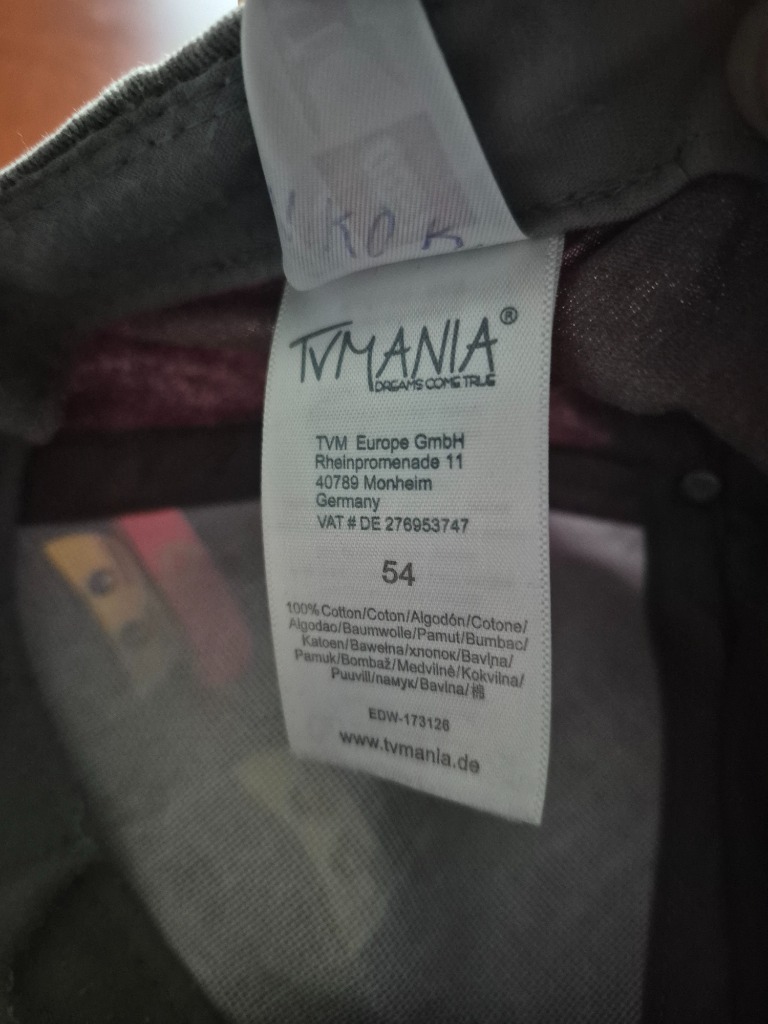 KOK
TVMANIA®
DREAMS COME TRUE
TVM Europe GmbH
Rheinpromenade 11
40789 Monheim
Germany
VAT # DE 276953747
54
100% Cotton/Coton/Algodón/Cotone/
Algodao/Baumwolle/Pamut/Bumbac/
Katoen/Bawełna/хлопок/Bavlna/
Pamuk/Bombaž/Medvilnė/Kokvilna/
Puuvill/памук/Bavlna/棉
EDW-173126
www.tvmania.de